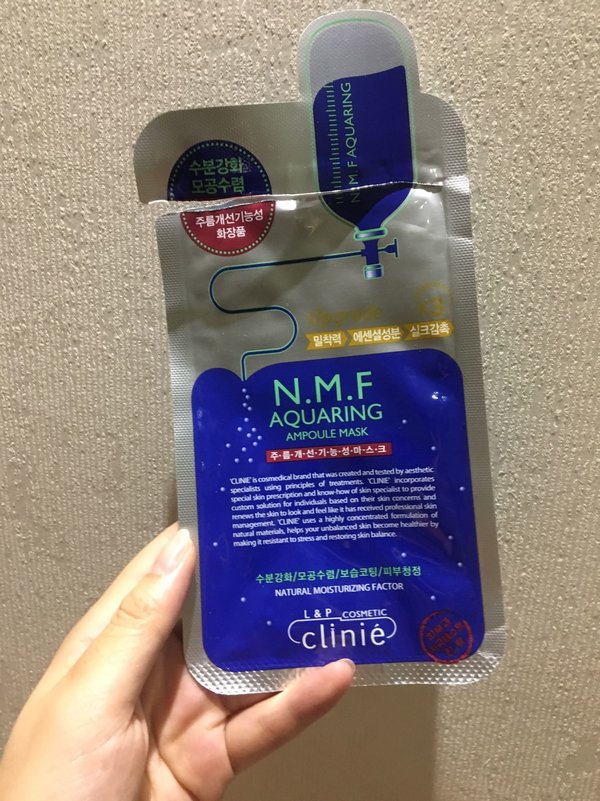 N.M.F AQUARING
수분강화
모공수렴
주름개선기능성
화장품
밀착력 에센셜성분 실크감촉
N.M.F
AQUARING
AMPOULE MASK
주·름·개·선·기·능·성·마·스·크
'CLINIE' is cosmedical brand that was created and tested by aesthetic
specialists using principles of treatments. 'CLINIE' incorporates
special skin prescription and know-how of skin specialist to provide
custom solution for individuals based on their skin concerns and
renews the skin to look and feel like it has received professional skin
management. 'CLINIE' uses a highly concentrated formulation of
natural materials, helps your unbalanced skin become healthier by
making it resistant to stress and restoring skin balance.
수분강화/모공수렴/보습코팅/피부청정
NATURAL MOISTURIZING FACTOR
L & P COSMETIC
clinié